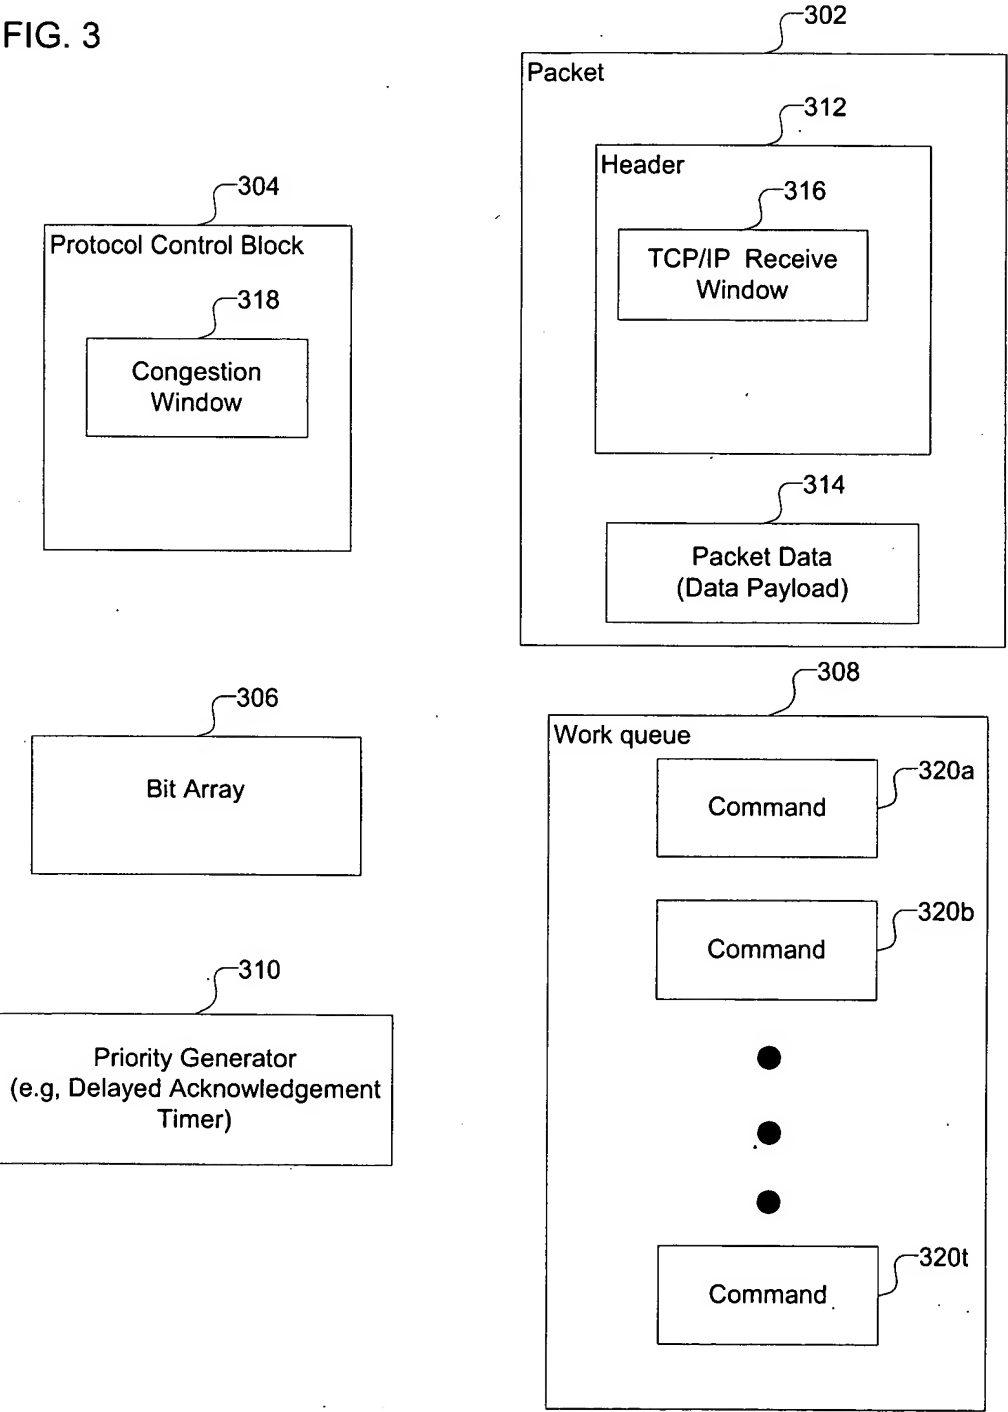 FIG. 3
302
Packet
312
Header
316
TCP/IP Receive
Window
304
Protocol Control Block
318
Congestion
Window
314
Packet Data
(Data Payload)
306
Bit Array
308
Work queue
320a
Command
320b
Command
310
Priority Generator
(e.g, Delayed Acknowledgement
Timer)
320t
Command